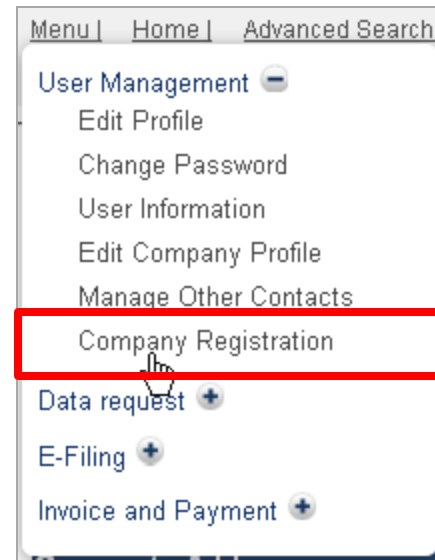 Menu | Home | Advanced Search
User Management
Edit Profile
Change Password
User Information
Edit Company Profile
Manage Other Contacts
Company Registration
Data request
E-Filing
Invoice and Payment